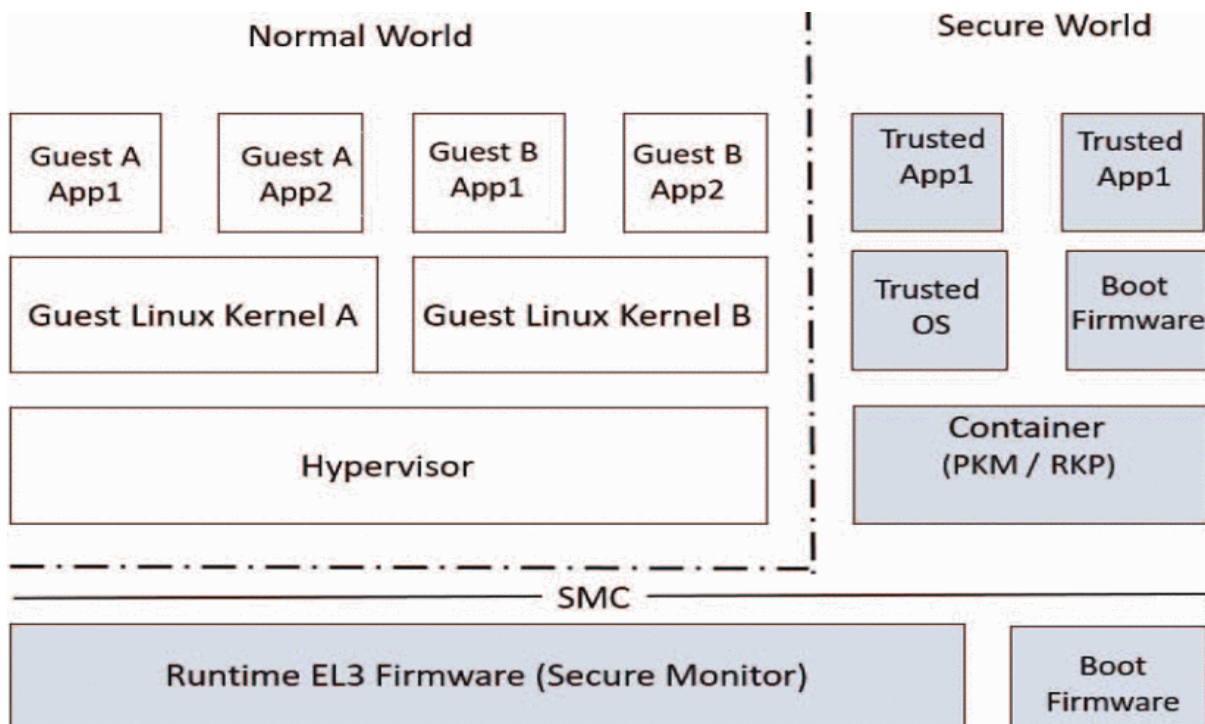 Normal World
Secure World
Guest A
App1
Guest A
App2
Guest B
App1
Guest B
App2
Trusted
App1
Trusted
App1
Guest Linux Kernel A
Guest Linux Kernel B
Trusted
OS
Boot
Firmware
Hypervisor
Container
(PKM / RKP)
SMC
Runtime EL3 Firmware (Secure Monitor)
Boot
Firmware